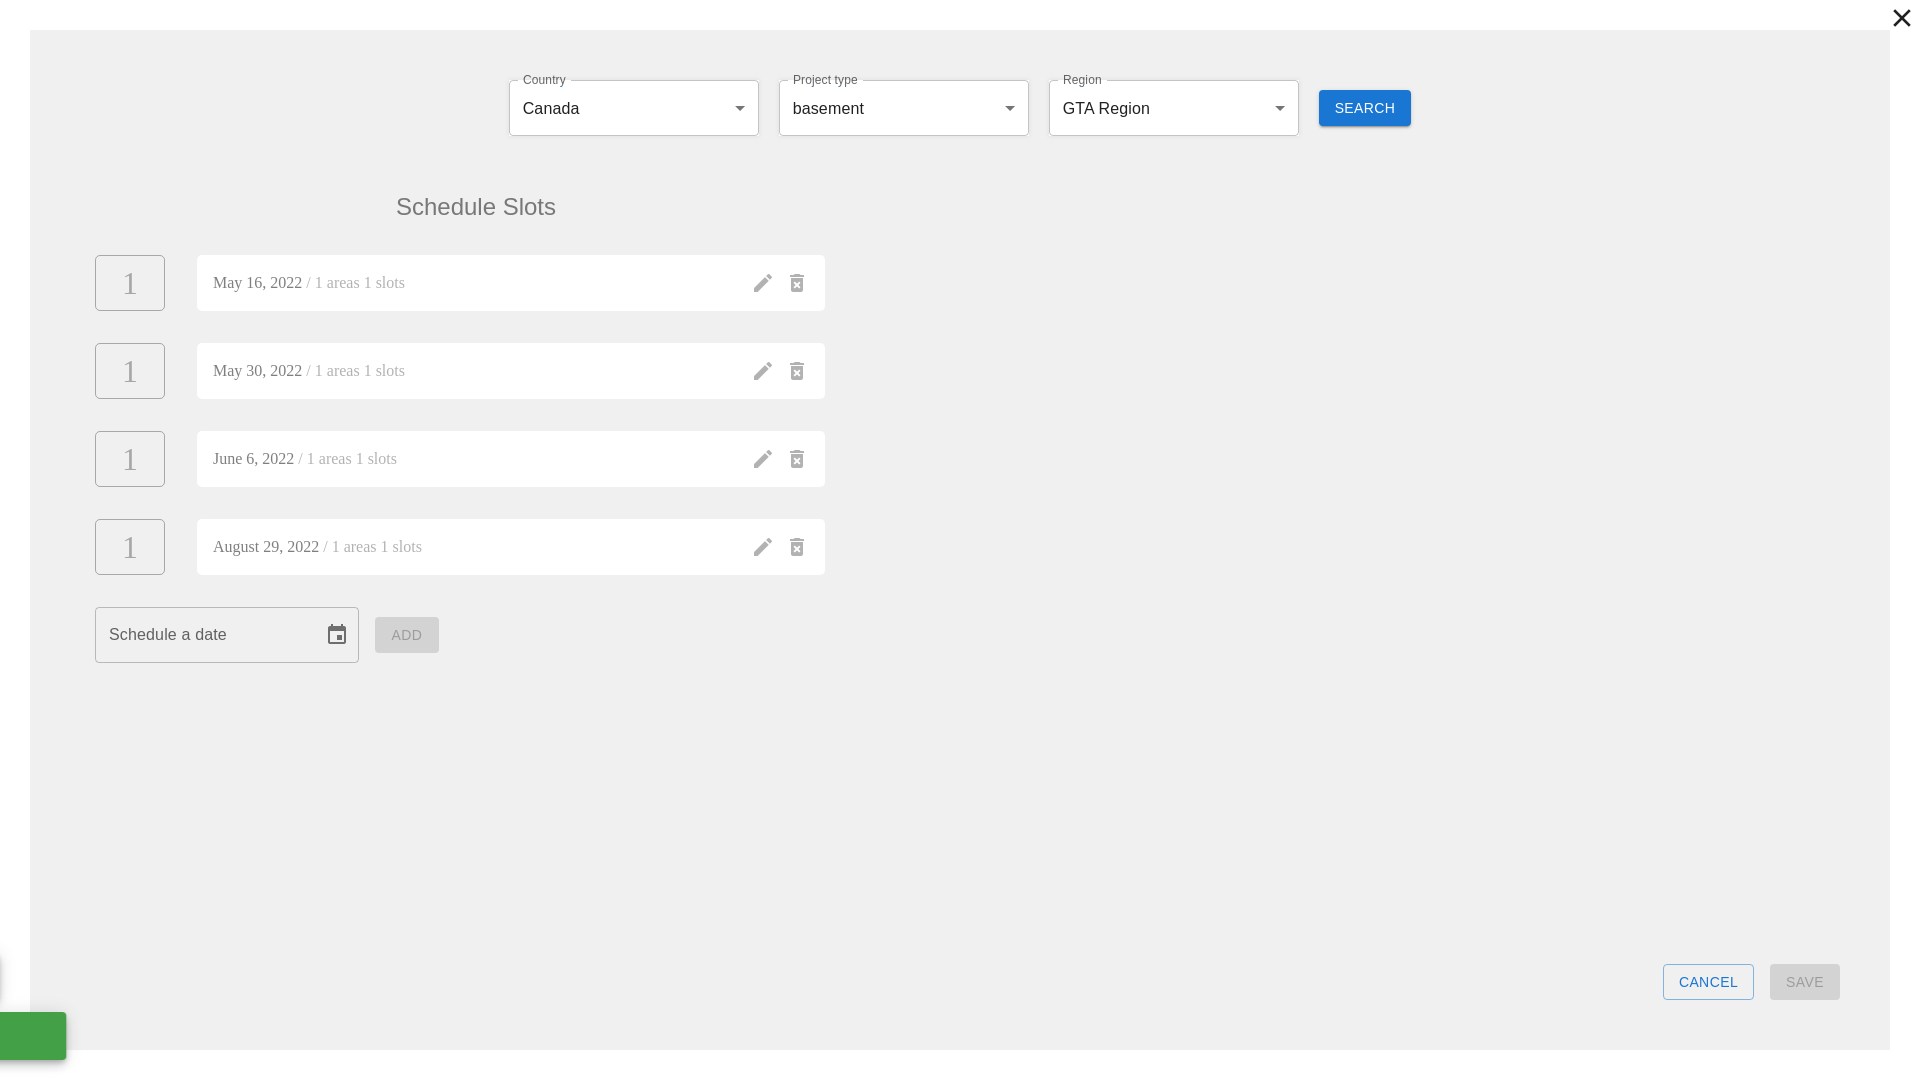 Country
Canada
Project type
basement
Region
GTA Region
SEARCH
Schedule Slots
1
May 16, 2022 / 1 areas 1 slots
1
May 30, 2022 / 1 areas 1 slots
1
June 6, 2022 / 1 areas 1 slots
1
August 29, 2022 / 1 areas 1 slots
Schedule a date
ADD
CANCEL
SAVE